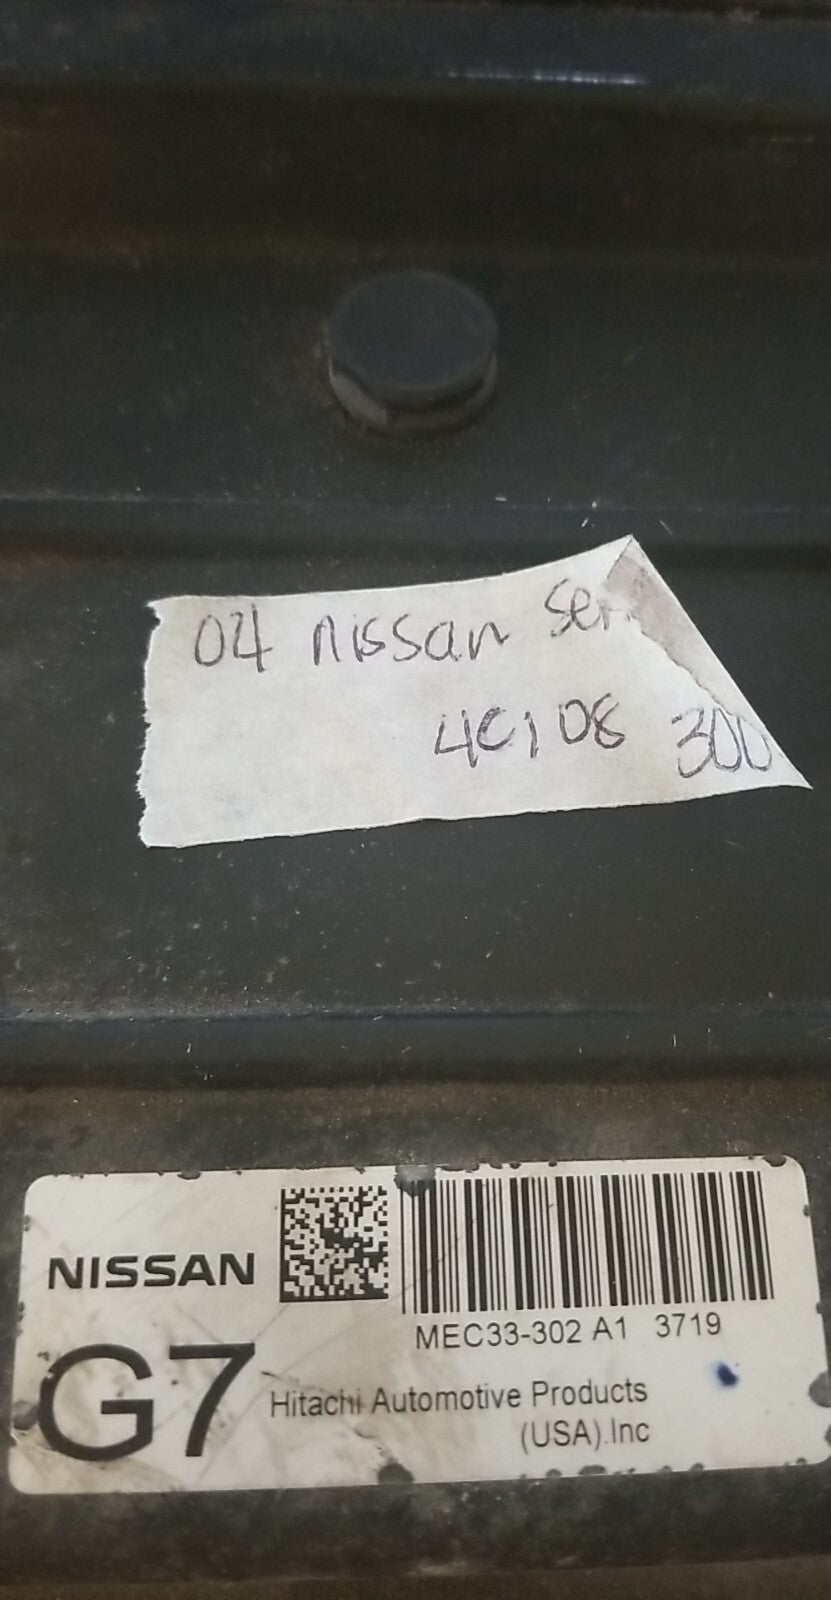 04 nissan Sen
4C108 300
NISSAN
MEC33-302 A1 3719
G7
Hitachi Automotive Products
(USA).Inc